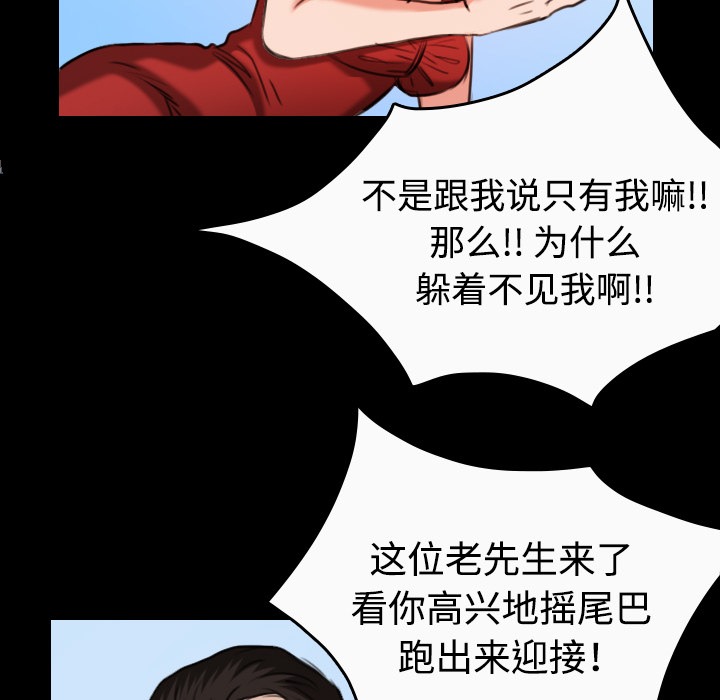 不是跟我说只有我嘛!!
那么!! 为什么
躲着不见我啊!!
这位老先生来了
看你高兴地摇尾巴
跑出来迎接！